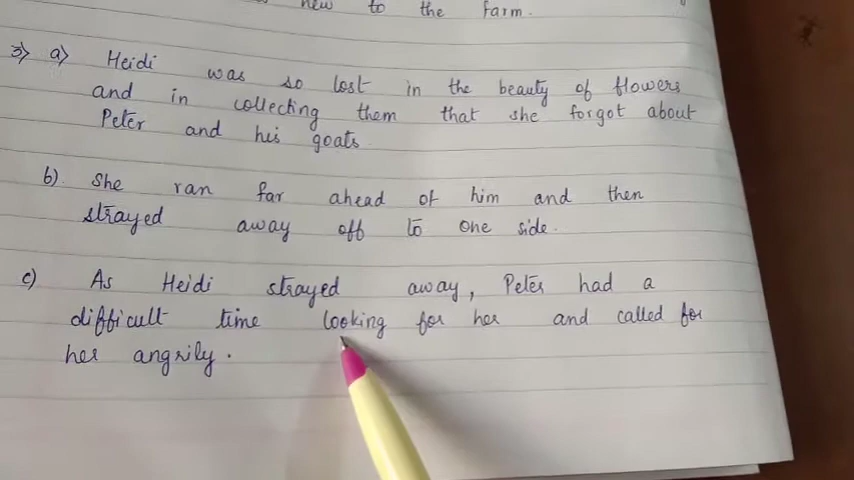 new to the farm.
3) a) Heidi was so lost in the beauty of flowers
and in collecting them that she forgot about
Peter and his goats.
b). She ran far ahead of him and then
strayed away off to one side.
c) As Heidi strayed away, Peter had a
difficult time looking for her and called for
her angrily.